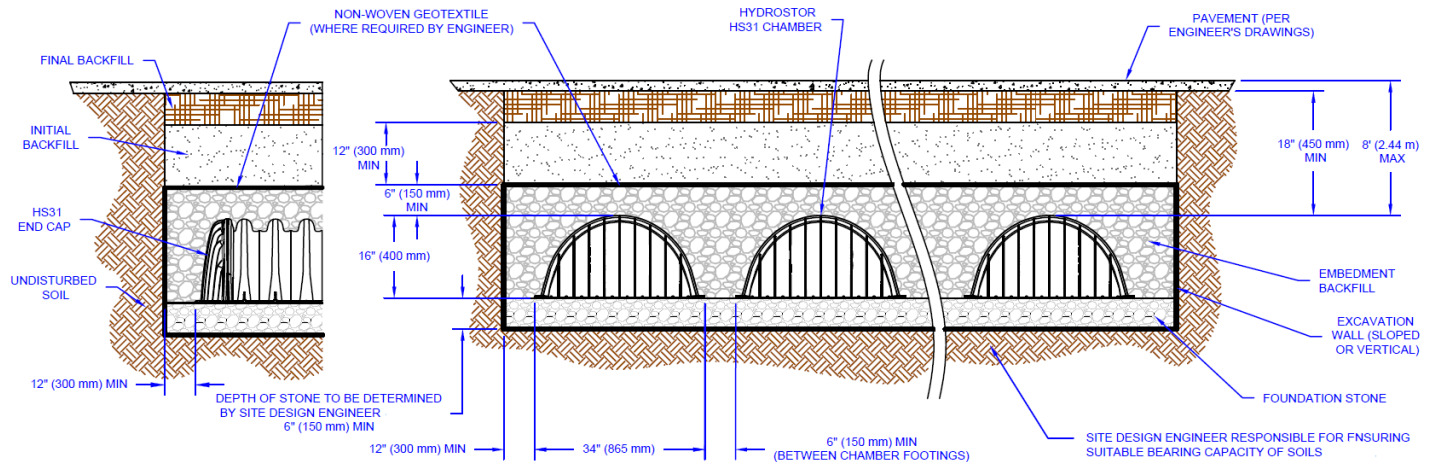 NON-WOVEN GEOTEXTILE
(WHERE REQUIRED BY ENGINEER)
HYDROSTOR
HS31 CHAMBER
PAVEMENT (PER
ENGINEER'S DRAWINGS)
FINAL BACKFILL
INITIAL
BACKFILL
12" (300 mm)
MIN
18" (450 mm)
MIN
8' (2.44 m)
MAX
6" (150 mm)
MIN
HS31
END CAP
16" (400 mm)
UNDISTURBED
SOIL
EMBEDMENT
BACKFILL
EXCAVATION
WALL (SLOPED
OR VERTICAL)
12" (300 mm) MIN
DEPTH OF STONE TO BE DETERMINED
BY SITE DESIGN ENGINEER
6" (150 mm) MIN
FOUNDATION STONE
12" (300 mm) MIN
34" (865 mm)
6" (150 mm) MIN
(BETWEEN CHAMBER FOOTINGS)
SITE DESIGN ENGINEER RESPONSIBLE FOR FNSURING
SUITABLE BEARING CAPACITY OF SOILS